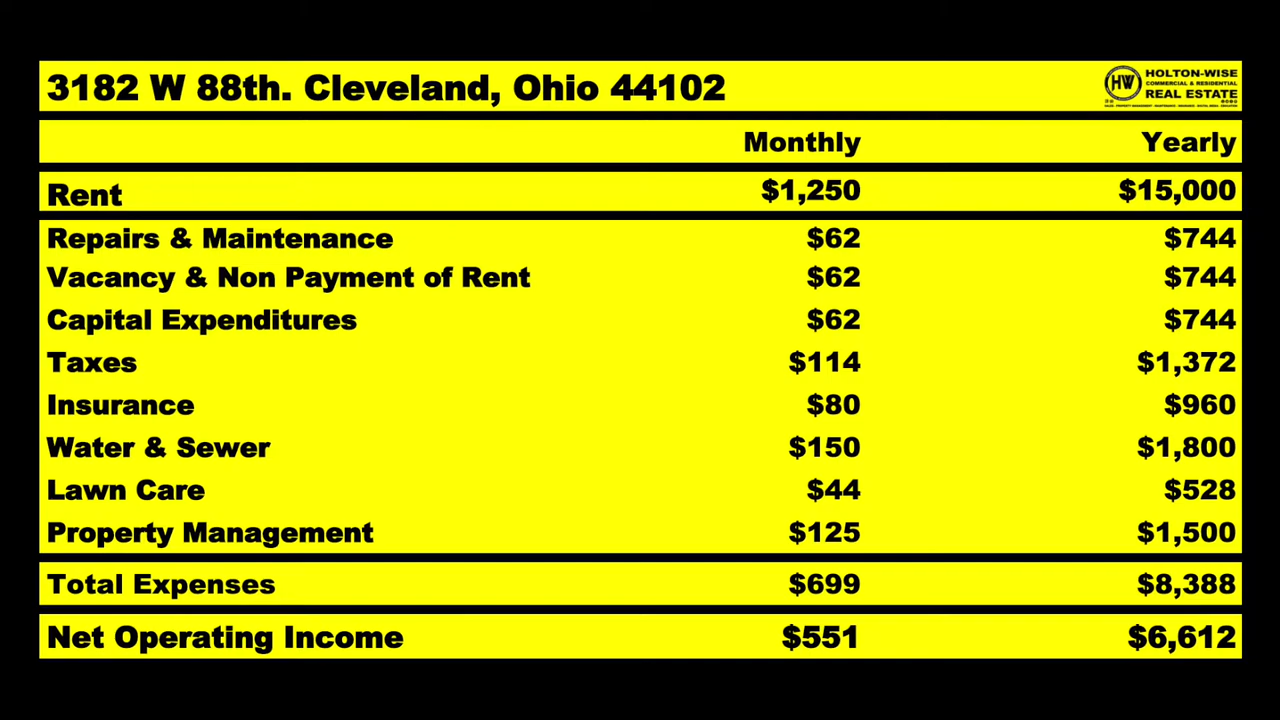 3182 W 88th. Cleveland, Ohio 44102
HW
HOLTON-WISE
COMMERCIAL & RESIDENTIAL
REAL ESTATE
Monthly Yearly
Rent $1,250 $15,000
Repairs & Maintenance $62 $744
Vacancy & Non Payment of Rent $62 $744
Capital Expenditures $62 $744
Taxes $114 $1,372
Insurance $80 $960
Water & Sewer $150 $1,800
Lawn Care $44 $528
Property Management $125 $1,500
Total Expenses $699 $8,388
Net Operating Income $551 $6,612